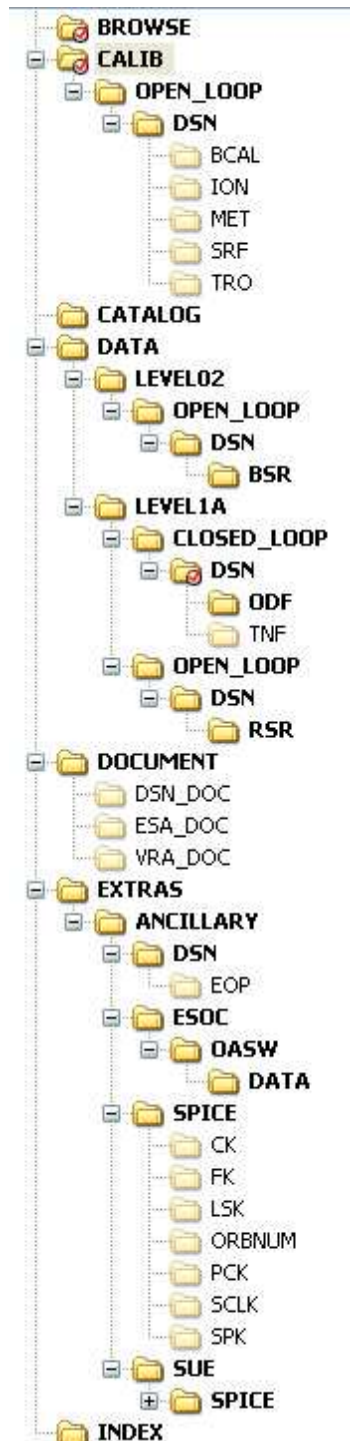 BROWSE
CALIB
OPEN_LOOP
DSN
BCAL
ION
MET
SRF
TRO
CATALOG
DATA
LEVEL02
OPEN_LOOP
DSN
BSR
LEVEL1A
CLOSED_LOOP
DSN
ODF
TNF
OPEN_LOOP
DSN
RSR
DOCUMENT
DSN_DOC
ESA_DOC
VRA_DOC
EXTRAS
ANCILLARY
DSN
EOP
ESOC
OASW
DATA
SPICE
CK
FK
LSK
ORBNUM
PCK
SCLK
SPK
SUE
SPICE
INDEX